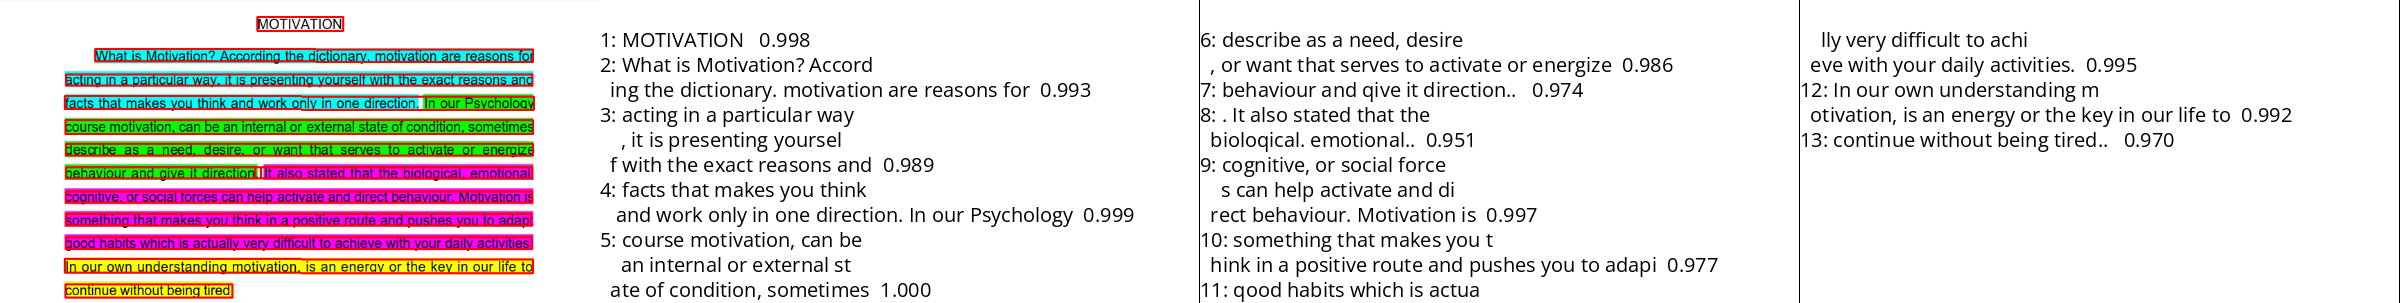 MOTIVATION
What is Motivation? According the dictionary, motivation are reasons for
acting in a particular way, it is presenting yourself with the exact reasons and
facts that makes you think and work only in one direction. In our Psychology
course motivation, can be an internal or external state of condition, sometimes
describe as a need, desire, or want that serves to activate or energize
behaviour and give it direction. It also stated that the biological, emotional,
cognitive, or social forces can help activate and direct behaviour. Motivation is
something that makes you think in a positive route and pushes you to adapt
good habits which is actually very difficult to achieve with your daily activities.
In our own understanding motivation, is an energy or the key in our life to
continue without being tired
1: MOTIVATION 0.998
2: What is Motivation? Accord
ing the dictionary. motivation are reasons for 0.993
3: acting in a particular way
, it is presenting yoursel
f with the exact reasons and 0.989
4: facts that makes you think
and work only in one direction. In our Psychology 0.999
5: course motivation, can be
an internal or external st
ate of condition, sometimes 1.000
6: describe as a need, desire
, or want that serves to activate or energize 0.986
7: behaviour and qive it direction.. 0.974
8: . It also stated that the
bioloqical. emotional.. 0.951
9: cognitive, or social force
s can help activate and di
rect behaviour. Motivation is 0.997
10: something that makes you t
hink in a positive route and pushes you to adapi 0.977
11: qood habits which is actua
lly very difficult to achi
eve with your daily activities. 0.995
12: In our own understanding m
otivation, is an energy or the key in our life to 0.992
13: continue without being tired.. 0.970